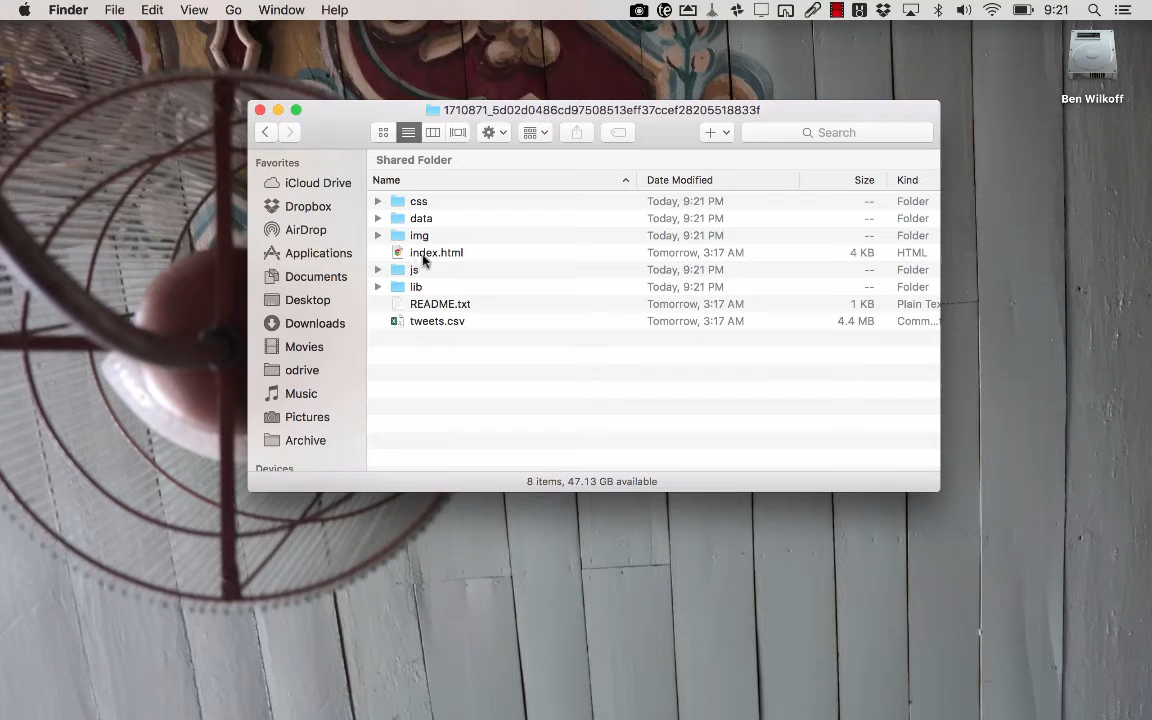 Finder File Edit View Go Window Help 9:21
Ben Wilkoff
1710871_5d02d0486cd97508513eff37ccef28205518833f
Search
Favorites
iCloud Drive
Dropbox
AirDrop
Applications
Documents
Desktop
Downloads
Movies
odrive
Music
Pictures
Archive
Devices
Shared Folder
Name Date Modified Size Kind
css Today, 9:21 PM -- Folder
data Today, 9:21 PM -- Folder
img Today, 9:21 PM -- Folder
index.html Tomorrow, 3:17 AM 4 KB HTML
js Today, 9:21 PM -- Folder
lib Today, 9:21 PM -- Folder
README.txt Tomorrow, 3:17 AM 1 KB Plain Tex
tweets.csv Tomorrow, 3:17 AM 4.4 MB Comm...
8 items, 47.13 GB available